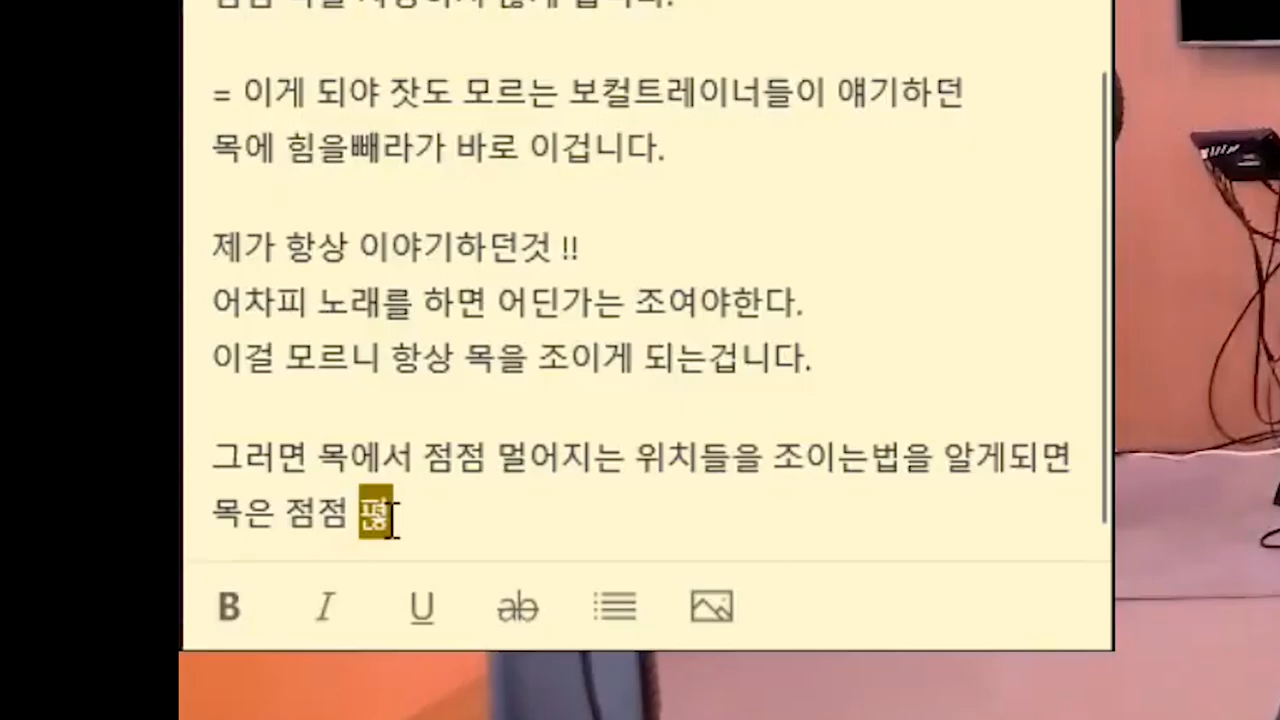 = 이게 되야 잣도 모르는 보컬트레이너들이 얘기하던
목에 힘을빼라가 바로 이겁니다.
제가 항상 이야기하던것 !!
어차피 노래를 하면 어딘가는 조여야한다.
이걸 모르니 항상 목을 조이게 되는겁니다.
그러면 목에서 점점 멀어지는 위치들을 조이는법을 알게되면
목은 점점 편
B I U ab